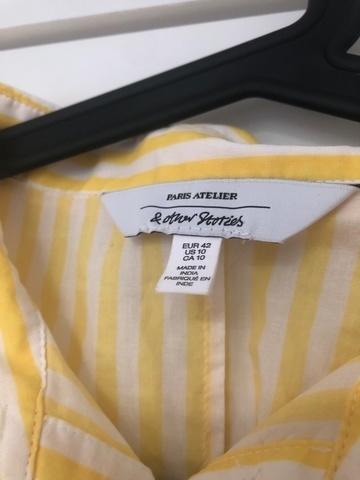 PARIS ATELIER
& other Stories
EUR 42
US 10
CA 10
MADE IN
INDIA
FABRIQUÉ EN
INDE